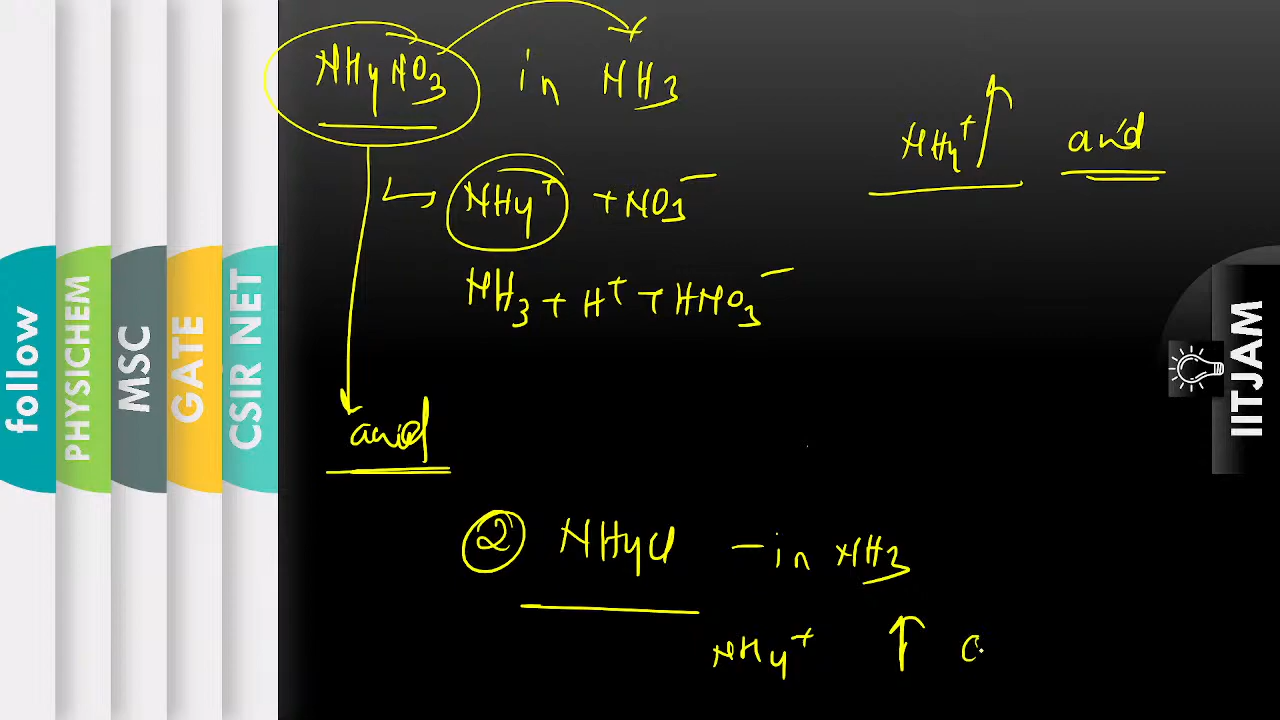 NH4NO3 in NH3
NH4+ ↑ acid
NH4+ + NO3−
NH3 + H+ + HNO3−
acid
② NH4Cl – in NH3
NH4+ ↑
follow
PHYSICHEM
MSC
GATE
CSIR NET
IITJAM